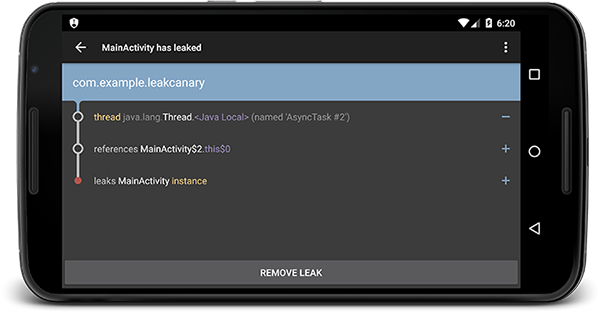 6:20
MainActivity has leaked
com.example.leakcanary
thread java.lang.Thread.<Java Local> (named 'AsyncTask #2')
references MainActivity$2.this$0
leaks MainActivity instance
REMOVE LEAK